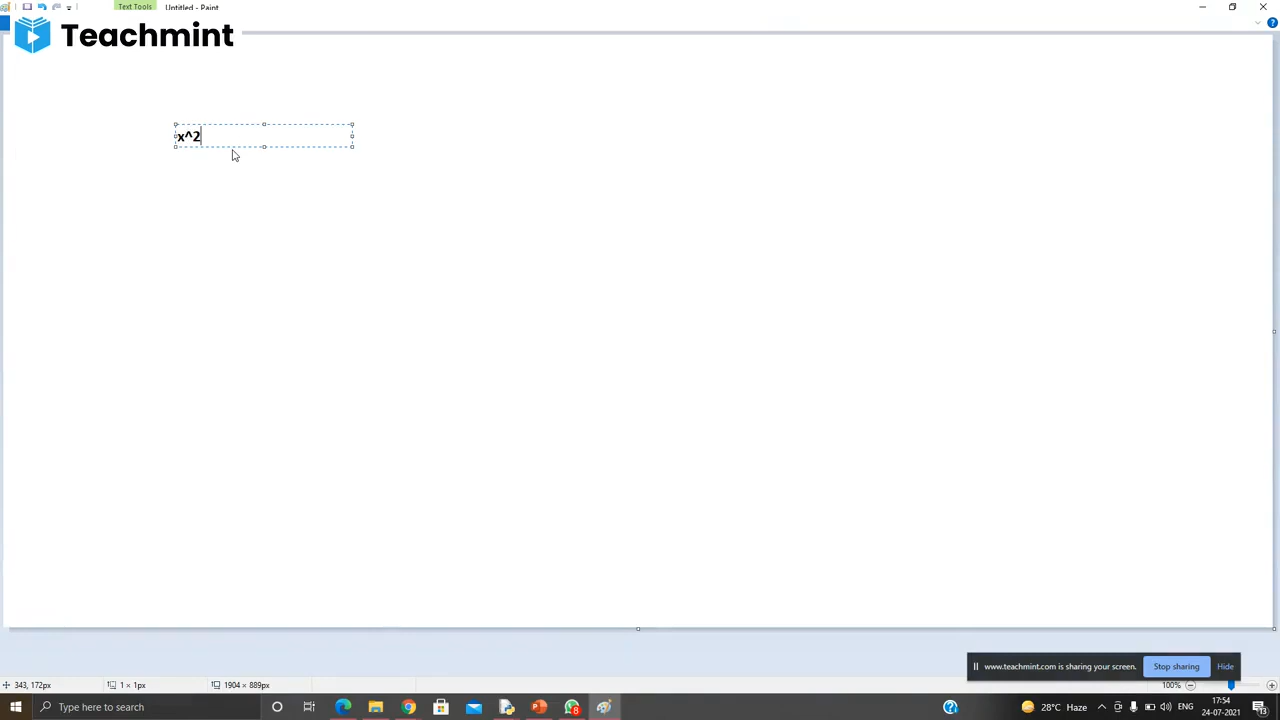 Text Tools
Untitled - Paint
Teachmint
x^2
www.teachmint.com is sharing your screen.
Stop sharing
Hide
343, 172px
1 × 1px
1904 × 889px
100%
Type here to search
28°C Haze
ENG
17:54
24-07-2021
13